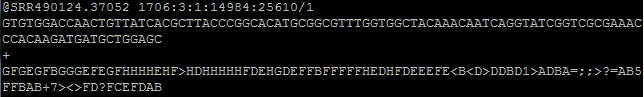 @SRR490124.37052 1706:3:1:14984:25610/1
GTGTGGACCAACTGTTATCACGCTTACCCGGCACATGCGGCGTTTGGTGGCTACAAACAATCAGGTATCGGTCGCGAAAC
CCACAAGATGATGCTGGAGC
+
GFGEGFBGGGEFEGFHHHHEHF>HDHHHHHFDEHGDEFFBFFFFFHEDHFDEEEFE<B<D>DDBD1>ADBA=;;>?=AB5
FFBAB+7><>FD?FCEFDAB